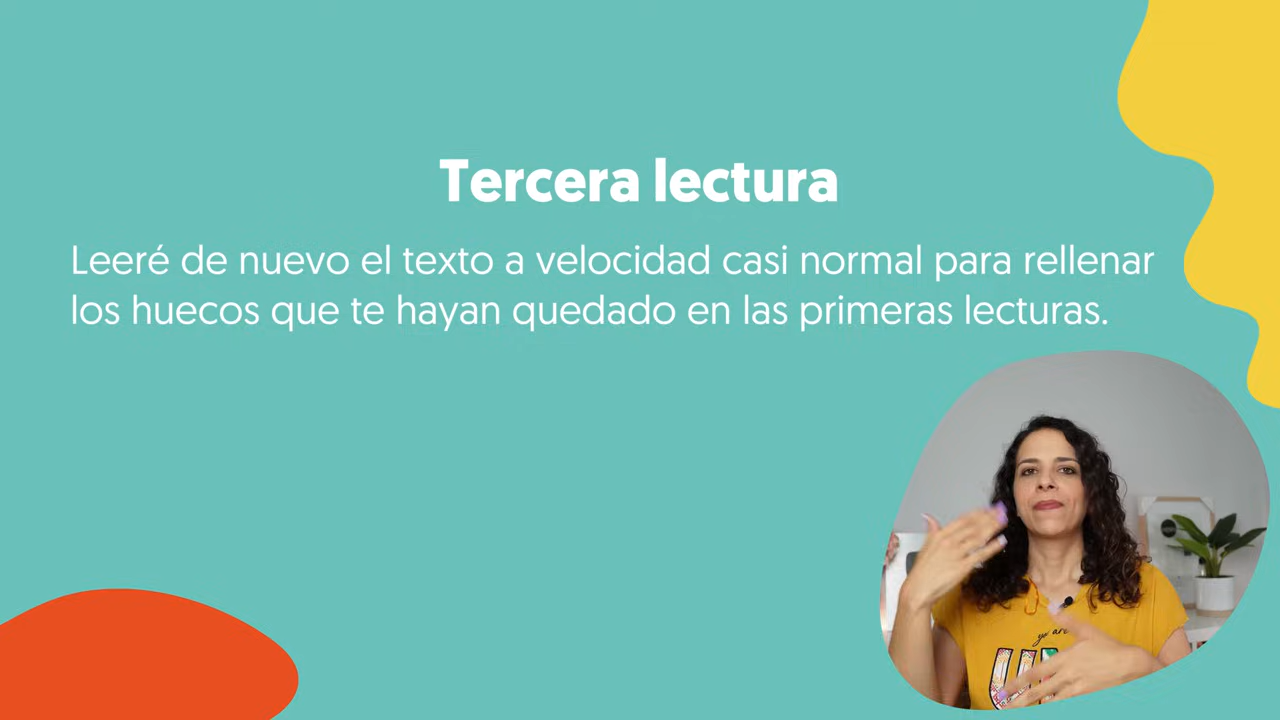 Tercera lectura
Leeré de nuevo el texto a velocidad casi normal para rellenar
los huecos que te hayan quedado en las primeras lecturas.